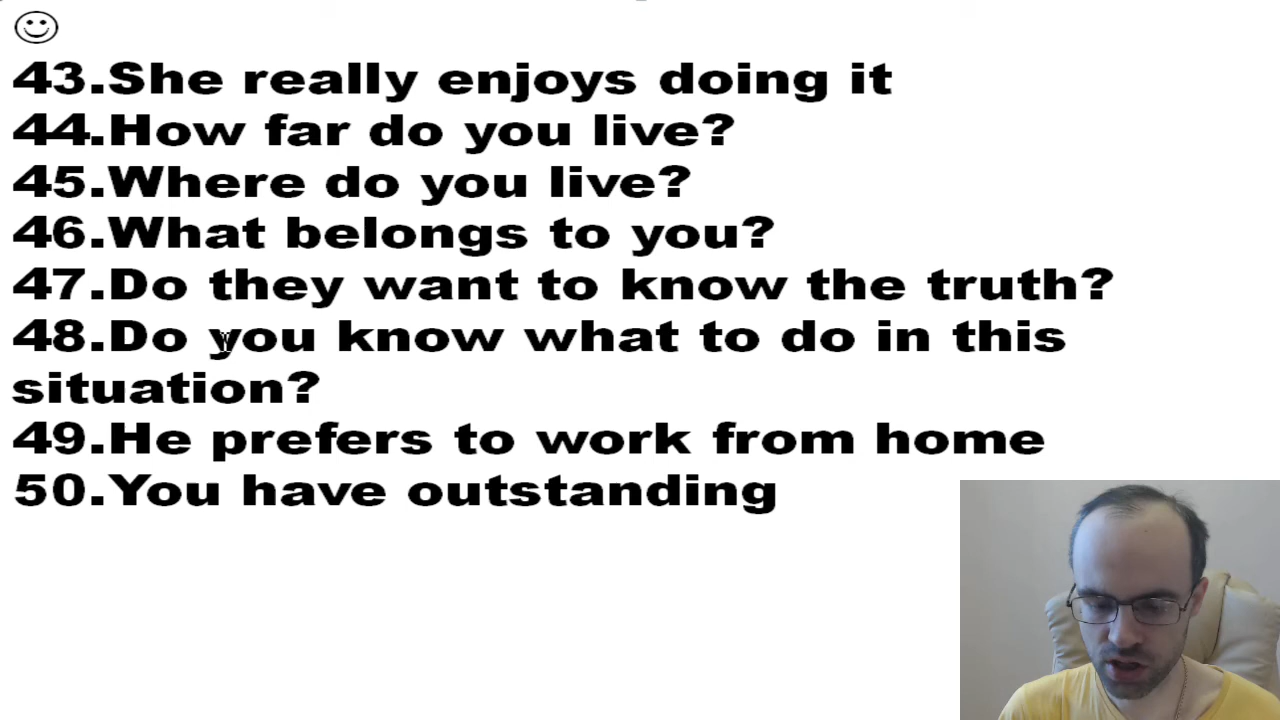 43.She really enjoys doing it
44.How far do you live?
45.Where do you live?
46.What belongs to you?
47.Do they want to know the truth?
48.Do you know what to do in this
situation?
49.He prefers to work from home
50.You have outstanding